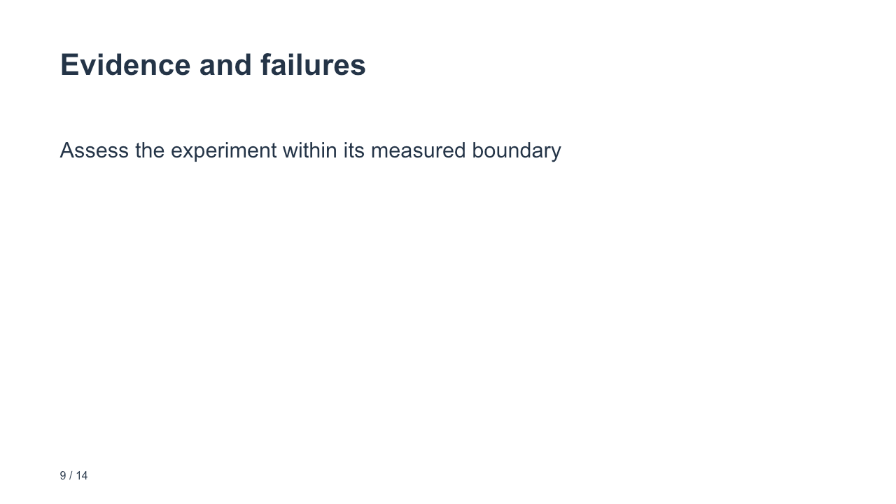 Evidence and failures
Assess the experiment within its measured boundary
9 / 14